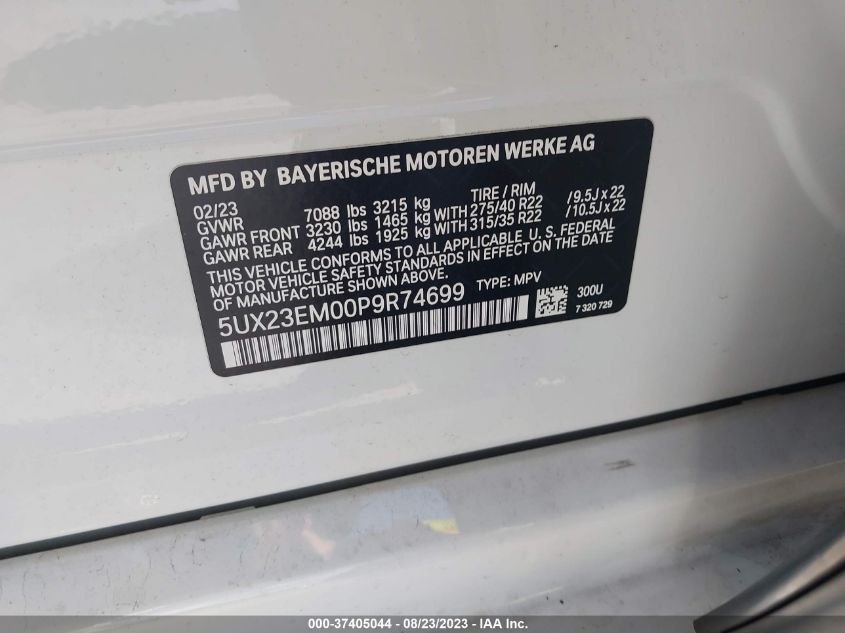 MFD BY BAYERISCHE MOTOREN WERKE AG
02/23 TIRE / RIM
GVWR 7088 lbs 3215 kg
GAWR FRONT 3230 lbs 1465 kg WITH 275/40 R22 /9.5J x 22
GAWR REAR 4244 lbs 1925 kg WITH 315/35 R22 /10.5J x 22
THIS VEHICLE CONFORMS TO ALL APPLICABLE U. S. FEDERAL
MOTOR VEHICLE SAFETY STANDARDS IN EFFECT ON THE DATE
OF MANUFACTURE SHOWN ABOVE.
5UX23EM00P9R74699 TYPE: MPV 300U
7 320 729
000-37405044 - 08/23/2023 - IAA Inc.